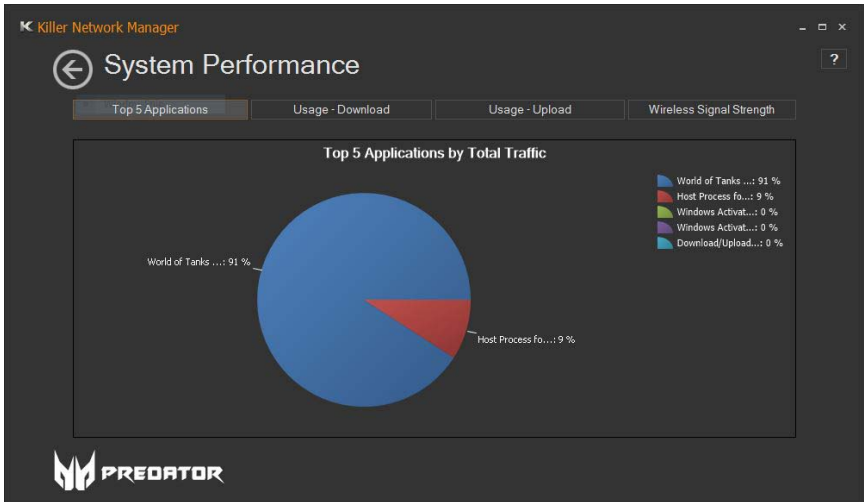 Killer Network Manager
System Performance
?
Top 5 Applications
Usage - Download
Usage - Upload
Wireless Signal Strength
Top 5 Applications by Total Traffic
World of Tanks ...: 91 %
Host Process fo...: 9 %
Windows Activat...: 0 %
Windows Activat...: 0 %
Download/Upload...: 0 %
World of Tanks ...: 91 %
Host Process fo...: 9 %
PREDATOR